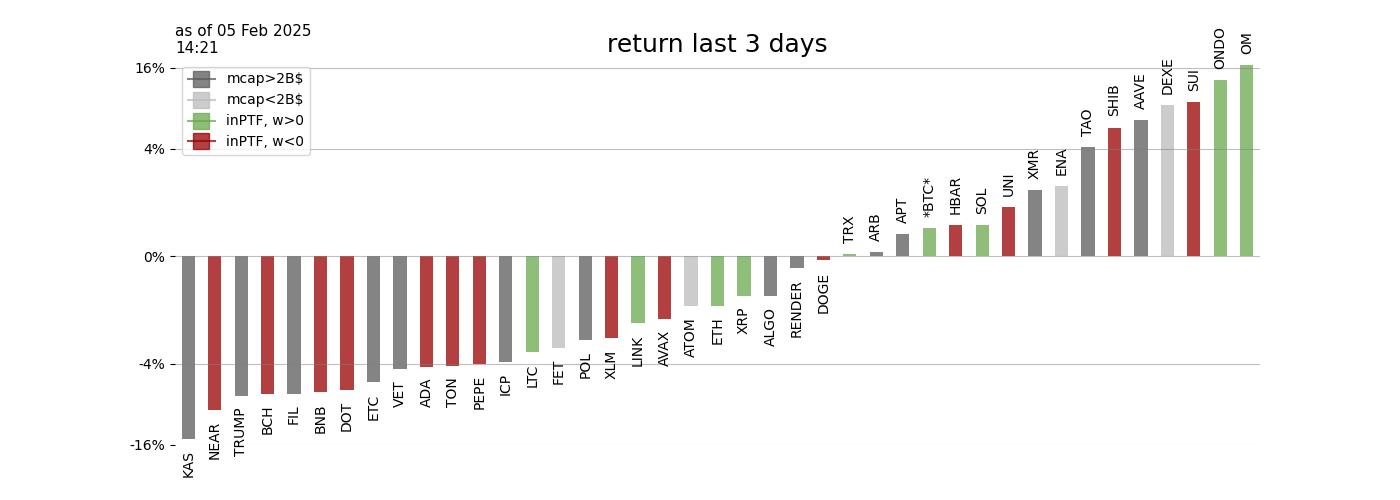 as of 05 Feb 2025
14:21
return last 3 days
16%
4%
0%
-4%
-16%
mcap>2B$
mcap<2B$
inPTF, w>0
inPTF, w<0
KAS
NEAR
TRUMP
BCH
FIL
BNB
DOT
ETC
VET
ADA
TON
PEPE
ICP
LTC
FET
POL
XLM
LINK
AVAX
ATOM
ETH
XRP
ALGO
RENDER
DOGE
TRX
ARB
APT
*BTC*
HBAR
SOL
UNI
XMR
ENA
TAO
SHIB
AAVE
DEXE
SUI
ONDO
OM